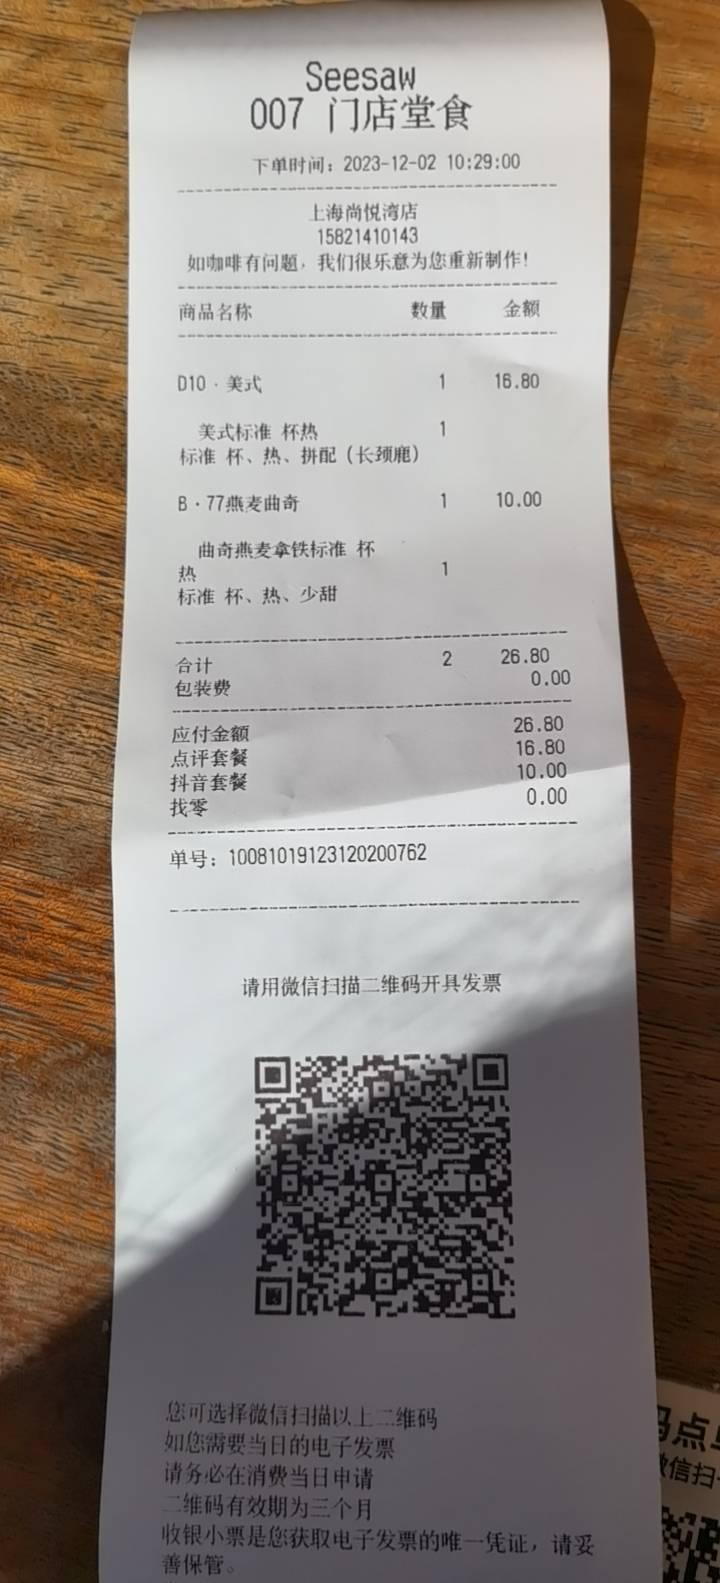 Seesaw
007 门店堂食
下单时间：2023-12-02 10:29:00
上海尚悦湾店
15821410143
如咖啡有问题，我们很乐意为您重新制作！
商品名称 数量 金额
D10·美式 1 16.80
美式标准 杯热 1
标准 杯、热、拼配（长颈鹿）
B·77燕麦曲奇 1 10.00
曲奇燕麦拿铁标准 杯
热 1
标准 杯、热、少甜
合计 2 26.80
包装费 0.00
应付金额 26.80
点评套餐 16.80
抖音套餐 10.00
找零 0.00
单号：10081019123120200762
请用微信扫描二维码开具发票
您可选择微信扫描以上二维码
如您需要当日的电子发票
请务必在消费当日申请
二维码有效期为三个月
收银小票是您获取电子发票的唯一凭证，请妥
善保管。
码点单
微信扫